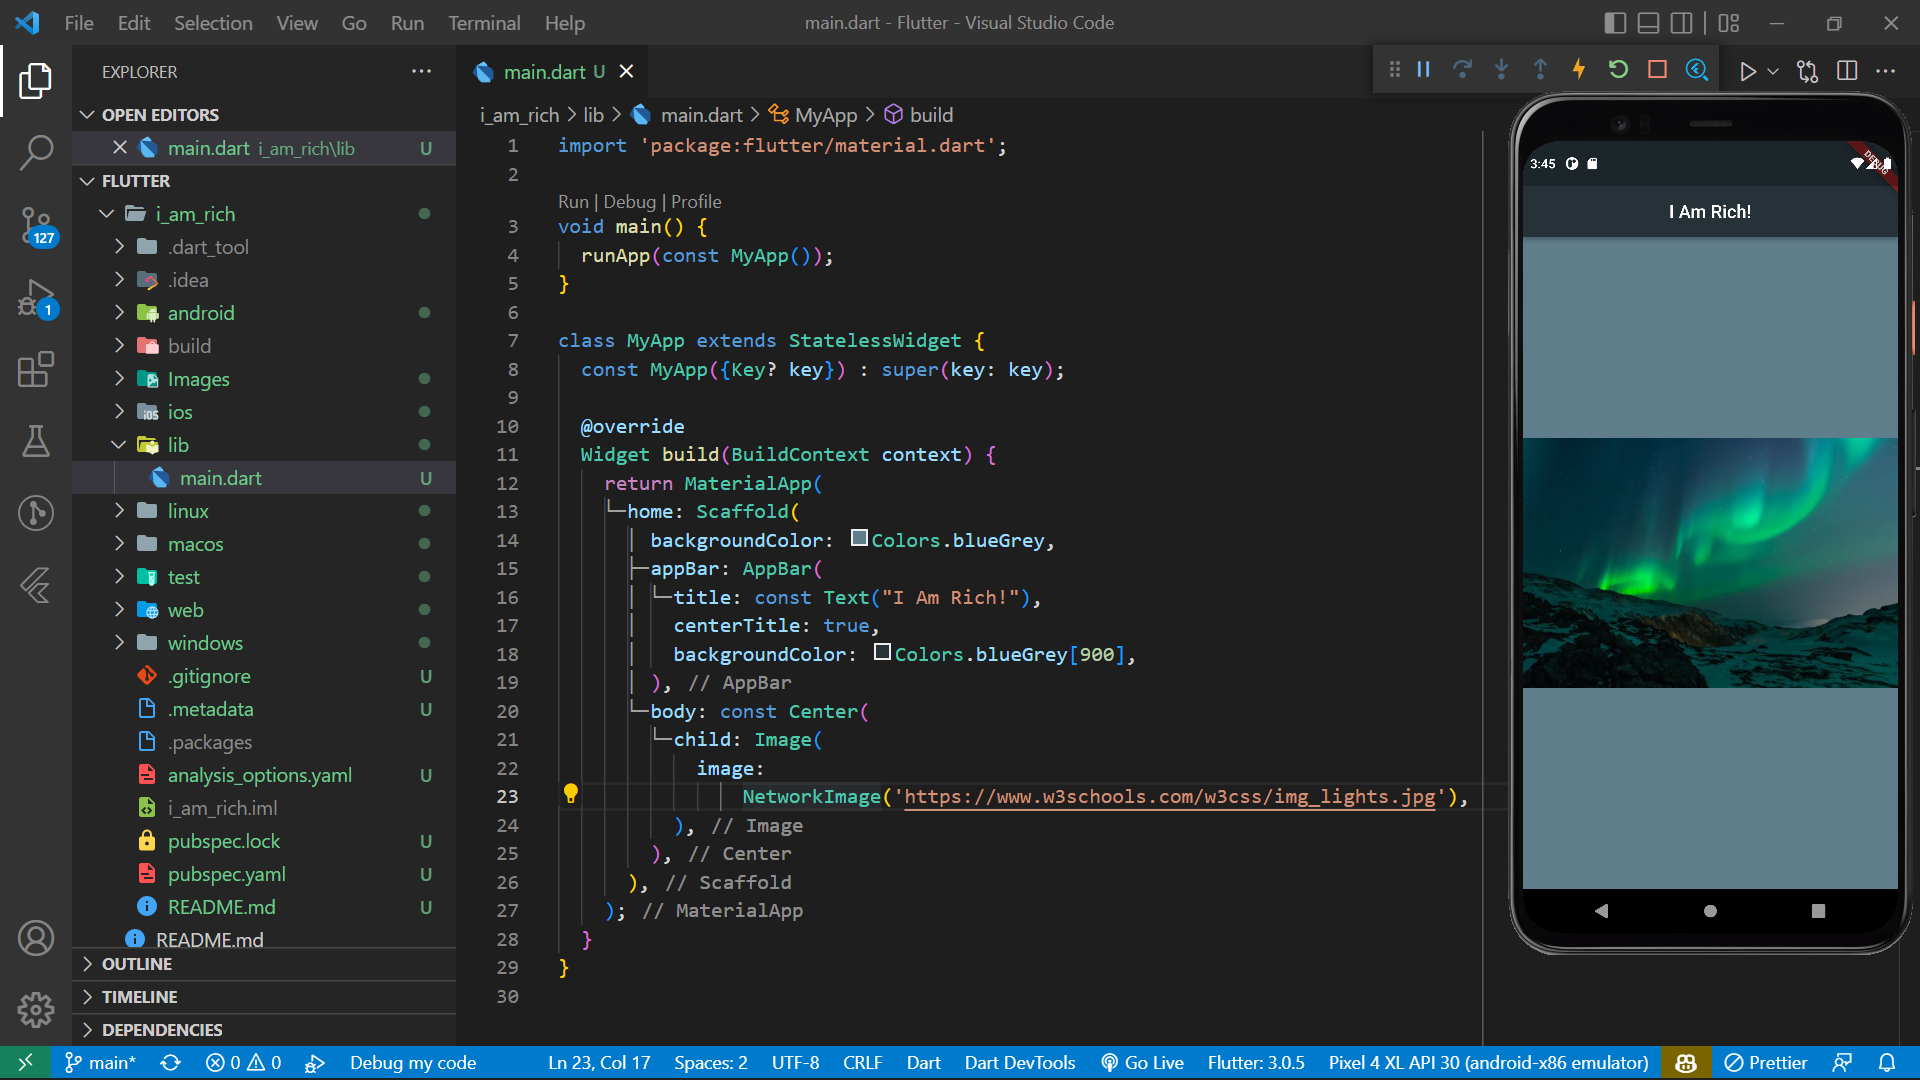 File Edit Selection View Go Run Terminal Help
main.dart - Flutter - Visual Studio Code
EXPLORER
OPEN EDITORS
main.dart i_am_rich\lib U
FLUTTER
i_am_rich
.dart_tool
.idea
android
build
Images
ios
lib
main.dart U
linux
macos
test
web
windows
.gitignore U
.metadata U
.packages
analysis_options.yaml U
i_am_rich.iml
pubspec.lock U
pubspec.yaml U
README.md U
README.md
OUTLINE
TIMELINE
DEPENDENCIES
127
1
main.dart U
i_am_rich > lib > main.dart > MyApp > build
1 import 'package:flutter/material.dart';
2
Run | Debug | Profile
3 void main() {
4 runApp(const MyApp());
5 }
6
7 class MyApp extends StatelessWidget {
8 const MyApp({Key? key}) : super(key: key);
9
10 @override
11 Widget build(BuildContext context) {
12 return MaterialApp(
13 home: Scaffold(
14 backgroundColor: Colors.blueGrey,
15 appBar: AppBar(
16 title: const Text("I Am Rich!"),
17 centerTitle: true,
18 backgroundColor: Colors.blueGrey[900],
19 ), // AppBar
20 body: const Center(
21 child: Image(
22 image:
23 NetworkImage('https://www.w3schools.com/w3css/img_lights.jpg'),
24 ), // Image
25 ), // Center
26 ), // Scaffold
27 ); // MaterialApp
28 }
29 }
30
3:45
DEBUG
I Am Rich!
main* 0 0 Debug my code Ln 23, Col 17 Spaces: 2 UTF-8 CRLF Dart Dart DevTools Go Live Flutter: 3.0.5 Pixel 4 XL API 30 (android-x86 emulator) Prettier